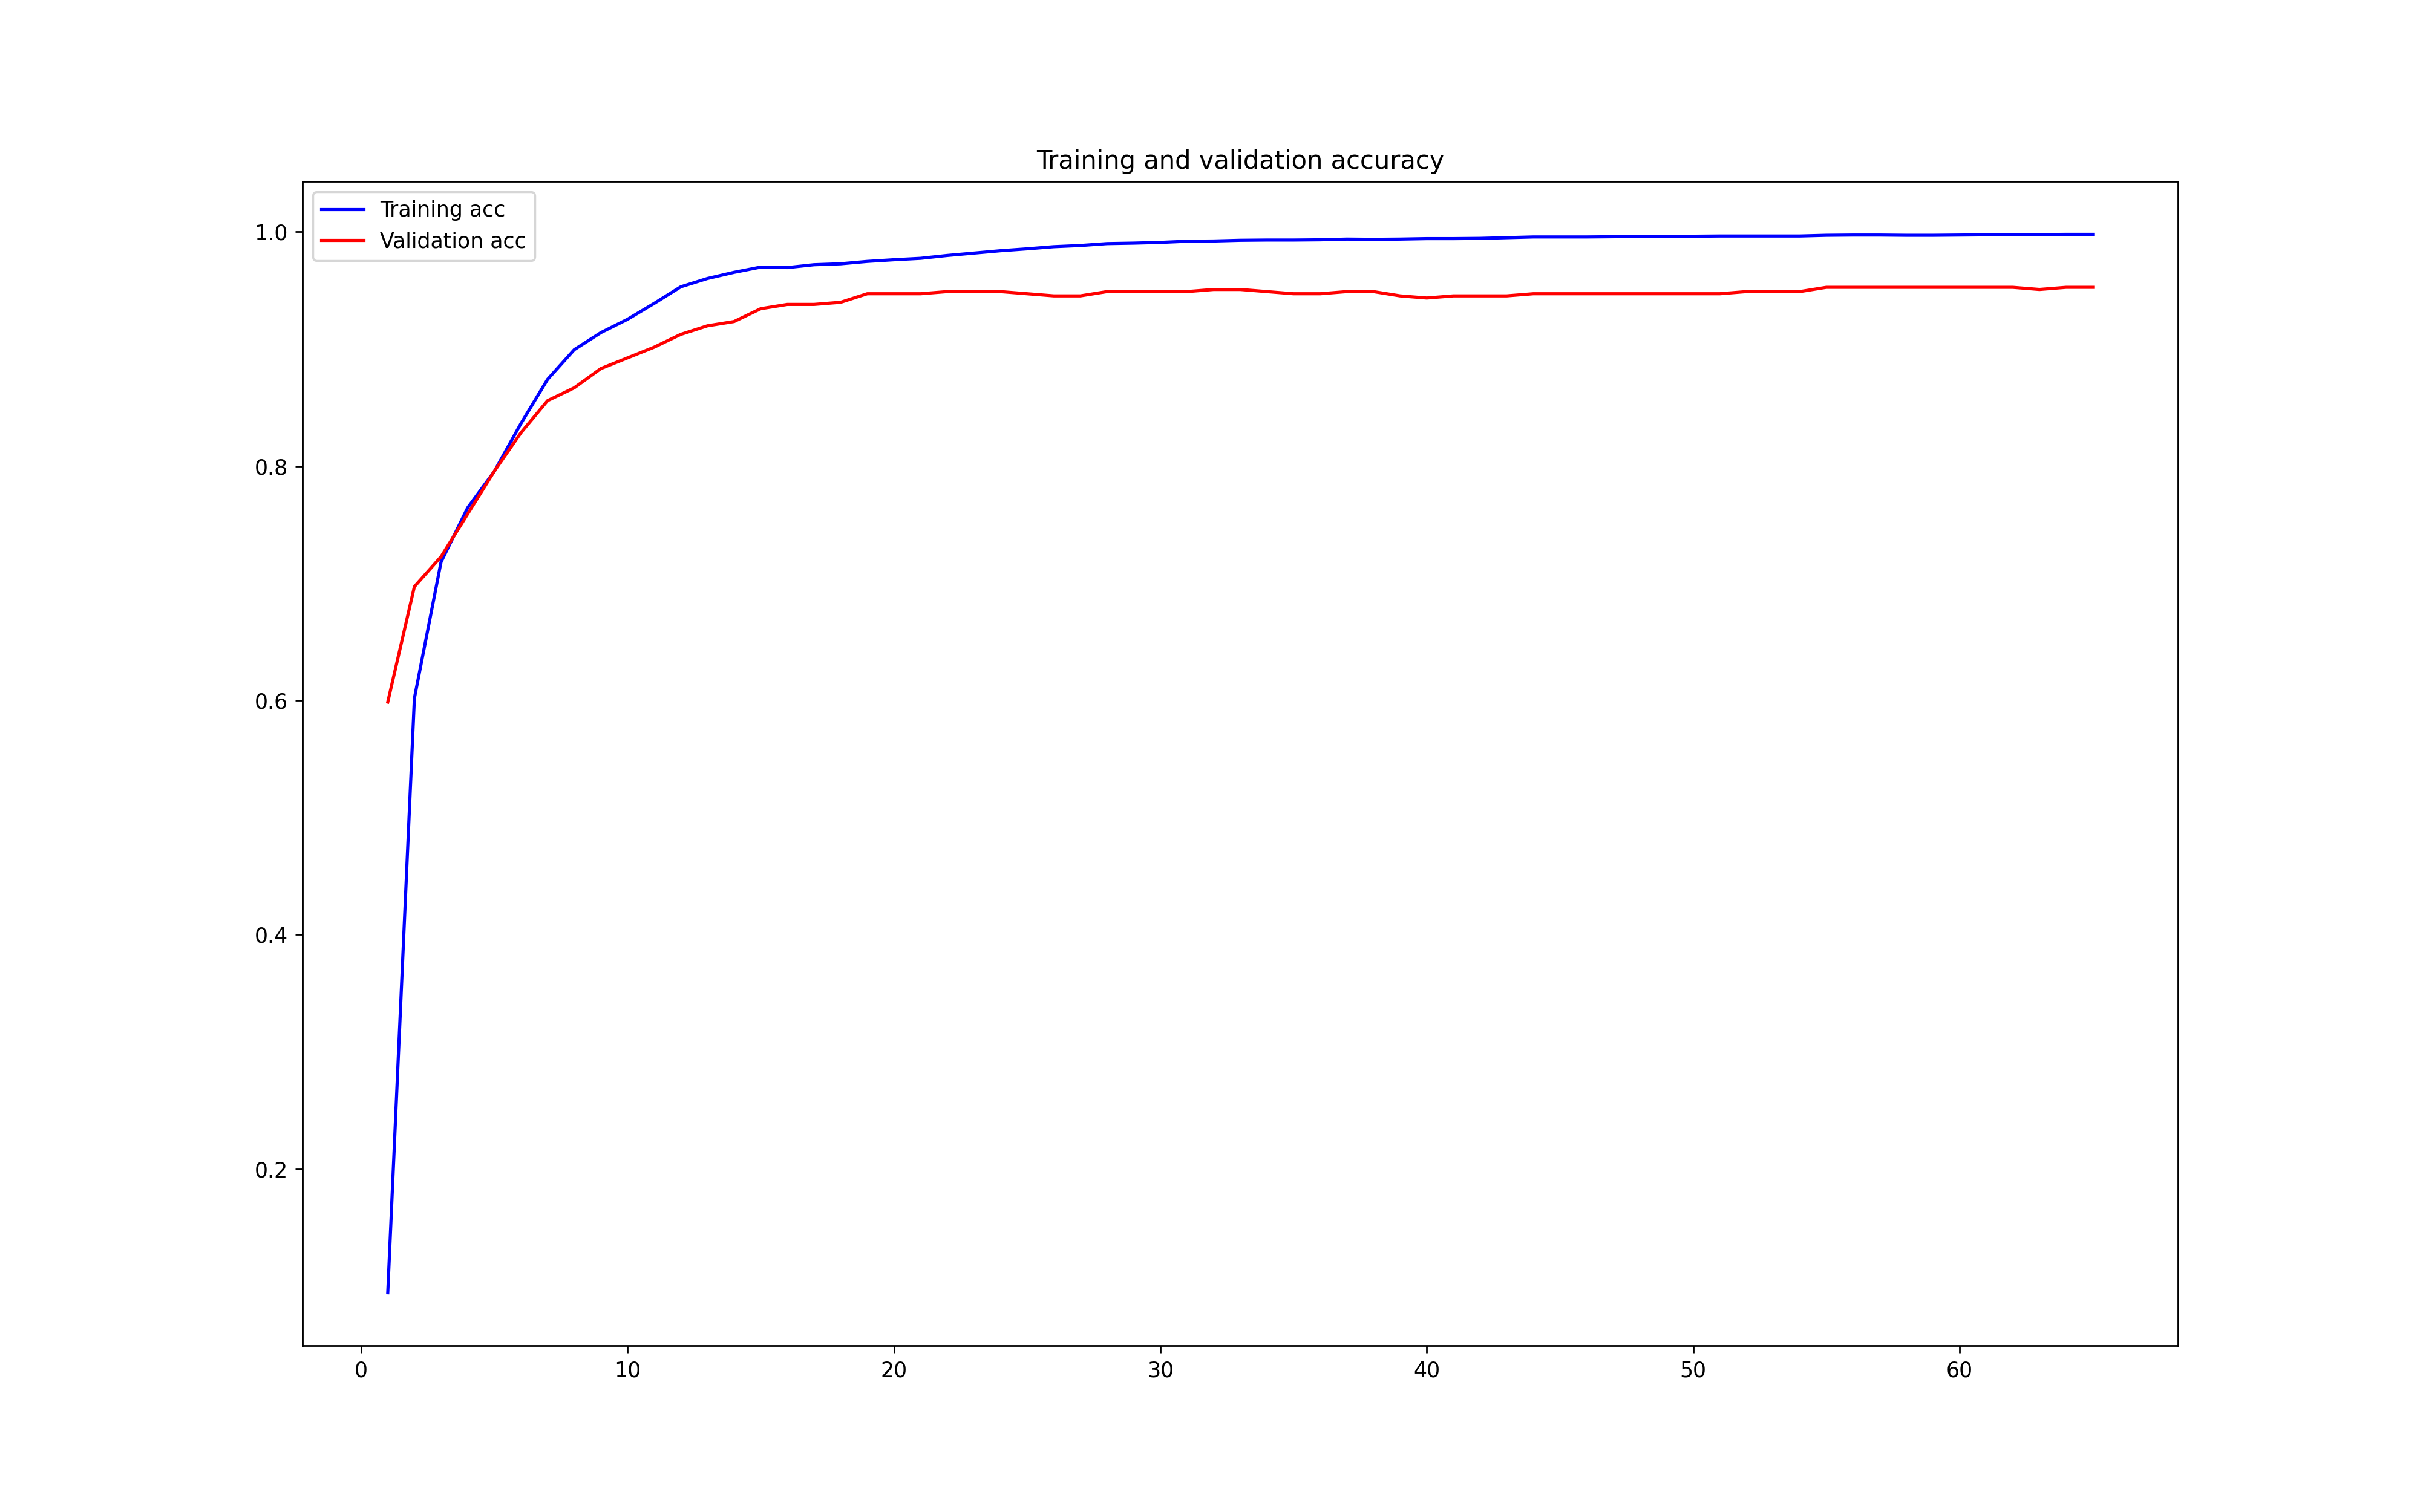 Training and validation accuracy
Training acc
Validation acc
1.0
0.8
0.6
0.4
0.2
0 10 20 30 40 50 60